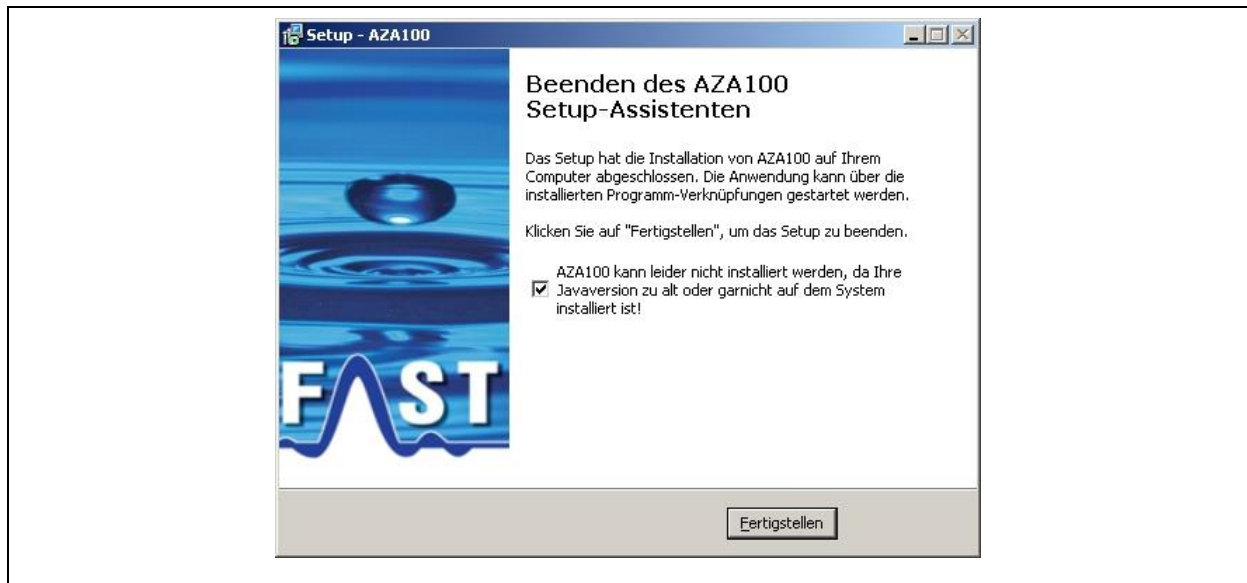 Setup - AZA100
Beenden des AZA100
Setup-Assistenten
Das Setup hat die Installation von AZA100 auf Ihrem
Computer abgeschlossen. Die Anwendung kann über die
installierten Programm-Verknüpfungen gestartet werden.
Klicken Sie auf "Fertigstellen", um das Setup zu beenden.
AZA100 kann leider nicht installiert werden, da Ihre
Javaversion zu alt oder garnicht auf dem System
installiert ist!
FAST
Fertigstellen